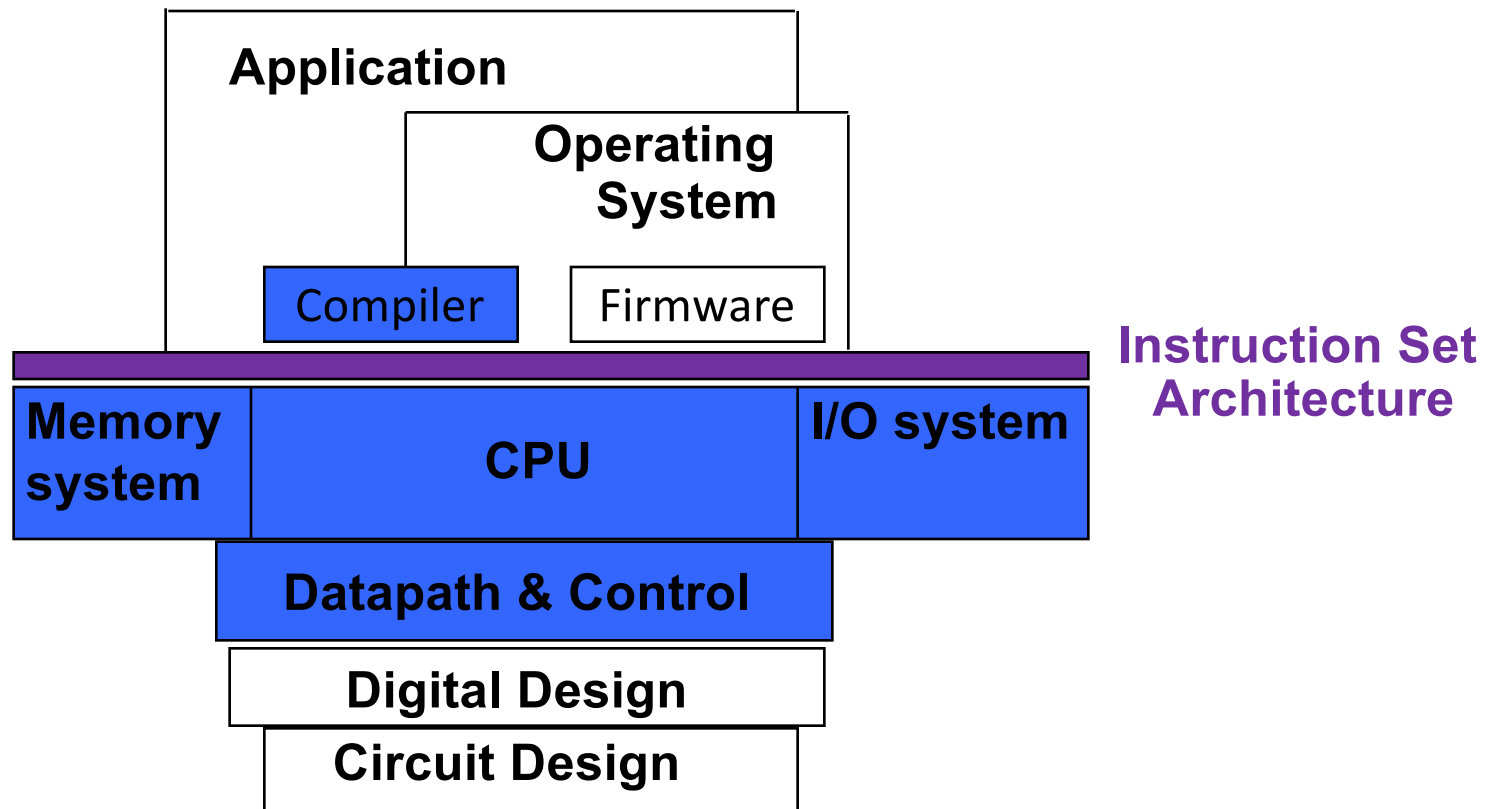 Application
Operating
System
Compiler
Firmware
Instruction Set
Architecture
Memory
system
CPU
I/O system
Datapath & Control
Digital Design
Circuit Design